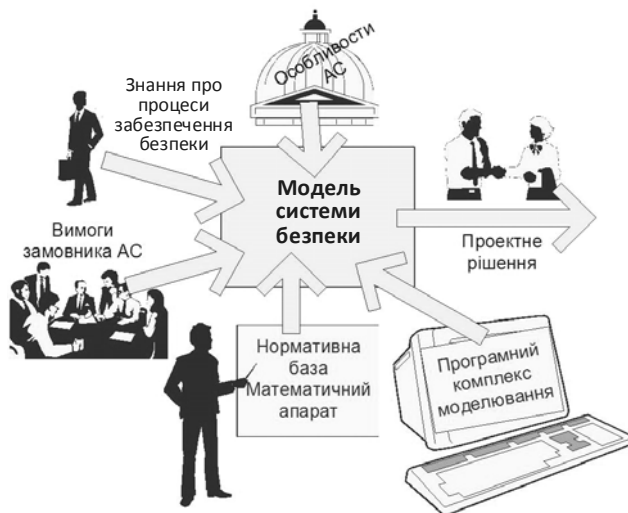 Особливости
АС
Знання про
процеси
забезпечення
безпеки
Модель
системи
безпеки
Вимоги
замовника АС
Проектне
рішення
Нормативна
база
Математичний
апарат
Програмний
комплекс
моделювання